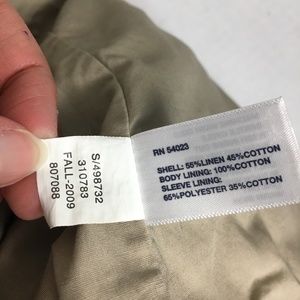 S/498732
310783
FALL-2009
807088
RN 54023
SHELL: 55%LINEN 45%COTTON
BODY LINING: 100%COTTON
SLEEVE LINING:
65%POLYESTER 35%COTTON